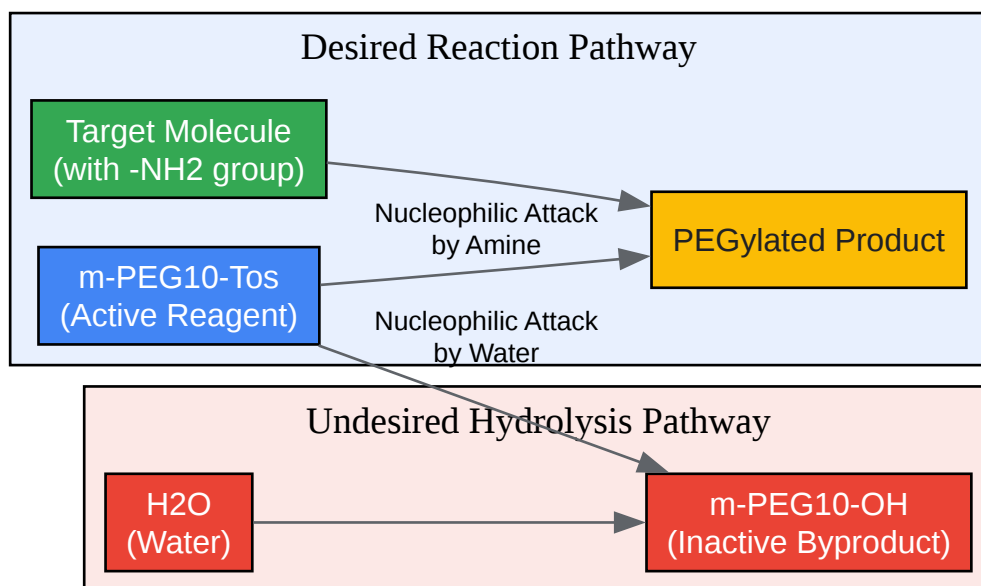 Desired Reaction Pathway
Target Molecule
(with -NH2 group)
Nucleophilic Attack
by Amine
PEGylated Product
m-PEG10-Tos
(Active Reagent)
Nucleophilic Attack
by Water
Undesired Hydrolysis Pathway
H2O
(Water)
m-PEG10-OH
(Inactive Byproduct)